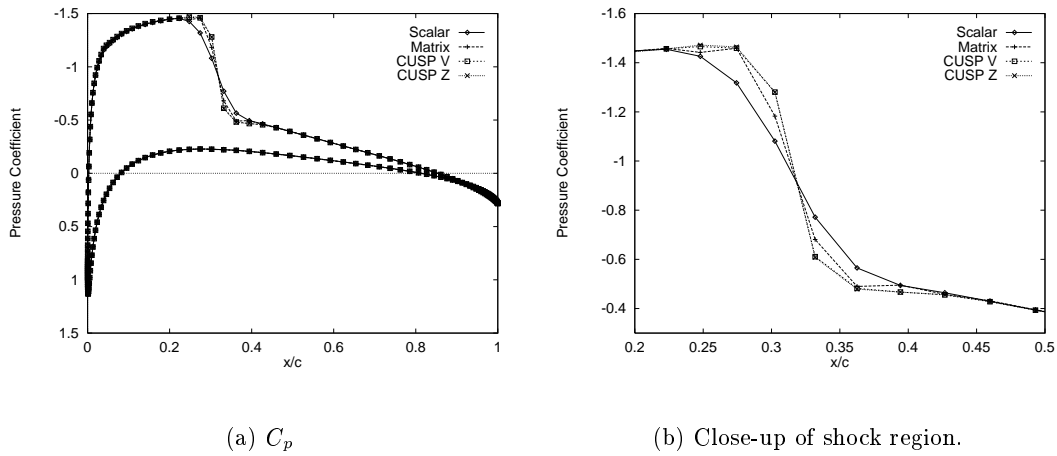 -1.5
-1
-0.5
0
0.5
1
1.5
Pressure Coefficient
0 0.2 0.4 0.6 0.8 1
x/c
Scalar
Matrix
CUSP V
CUSP Z
(a) Cp
-1.6
-1.4
-1.2
-1
-0.8
-0.6
-0.4
Pressure Coefficient
0.2 0.25 0.3 0.35 0.4 0.45 0.5
x/c
Scalar
Matrix
CUSP V
CUSP Z
(b) Close-up of shock region.